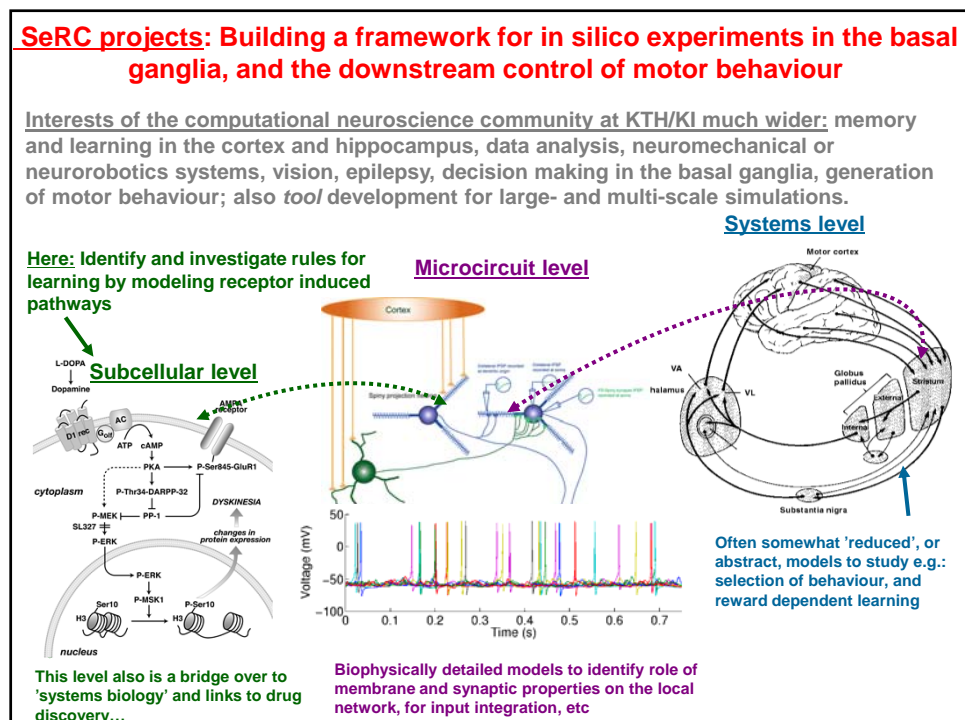 SeRC projects: Building a framework for in silico experiments in the basal
ganglia, and the downstream control of motor behaviour
Interests of the computational neuroscience community at KTH/KI much wider: memory
and learning in the cortex and hippocampus, data analysis, neuromechanical or
neurorobotics systems, vision, epilepsy, decision making in the basal ganglia, generation
of motor behaviour; also tool development for large- and multi-scale simulations.
Systems level
Here: Identify and investigate rules for
learning by modeling receptor induced
pathways
Microcircuit level
Motor cortex
Cortex
L-DOPA
Dopamine
Subcellular level
AMPA
receptor
D1 rec
Golf
AC
ATP
cAMP
PKA
P-Ser845-GluR1
cytoplasm
P-Thr34-DARPP-32
DYSKINESIA
P-MEK
PP-1
SL327
P-ERK
changes in
protein expression
P-ERK
P-MSK1
Ser10
P-Ser10
H3
H3
nucleus
Spiny projection
VA
thalamus
VL
Globus
pallidus
External
Internal
Striatum
Substantia nigra
Voltage (mV)
50
0
−50
−100
0
0.1
0.2
0.3
0.4
0.5
0.6
0.7
Time (s)
Often somewhat 'reduced', or
abstract, models to study e.g.:
selection of behaviour, and
reward dependent learning
This level also is a bridge over to
'systems biology' and links to drug
discovery…
Biophysically detailed models to identify role of
membrane and synaptic properties on the local
network, for input integration, etc